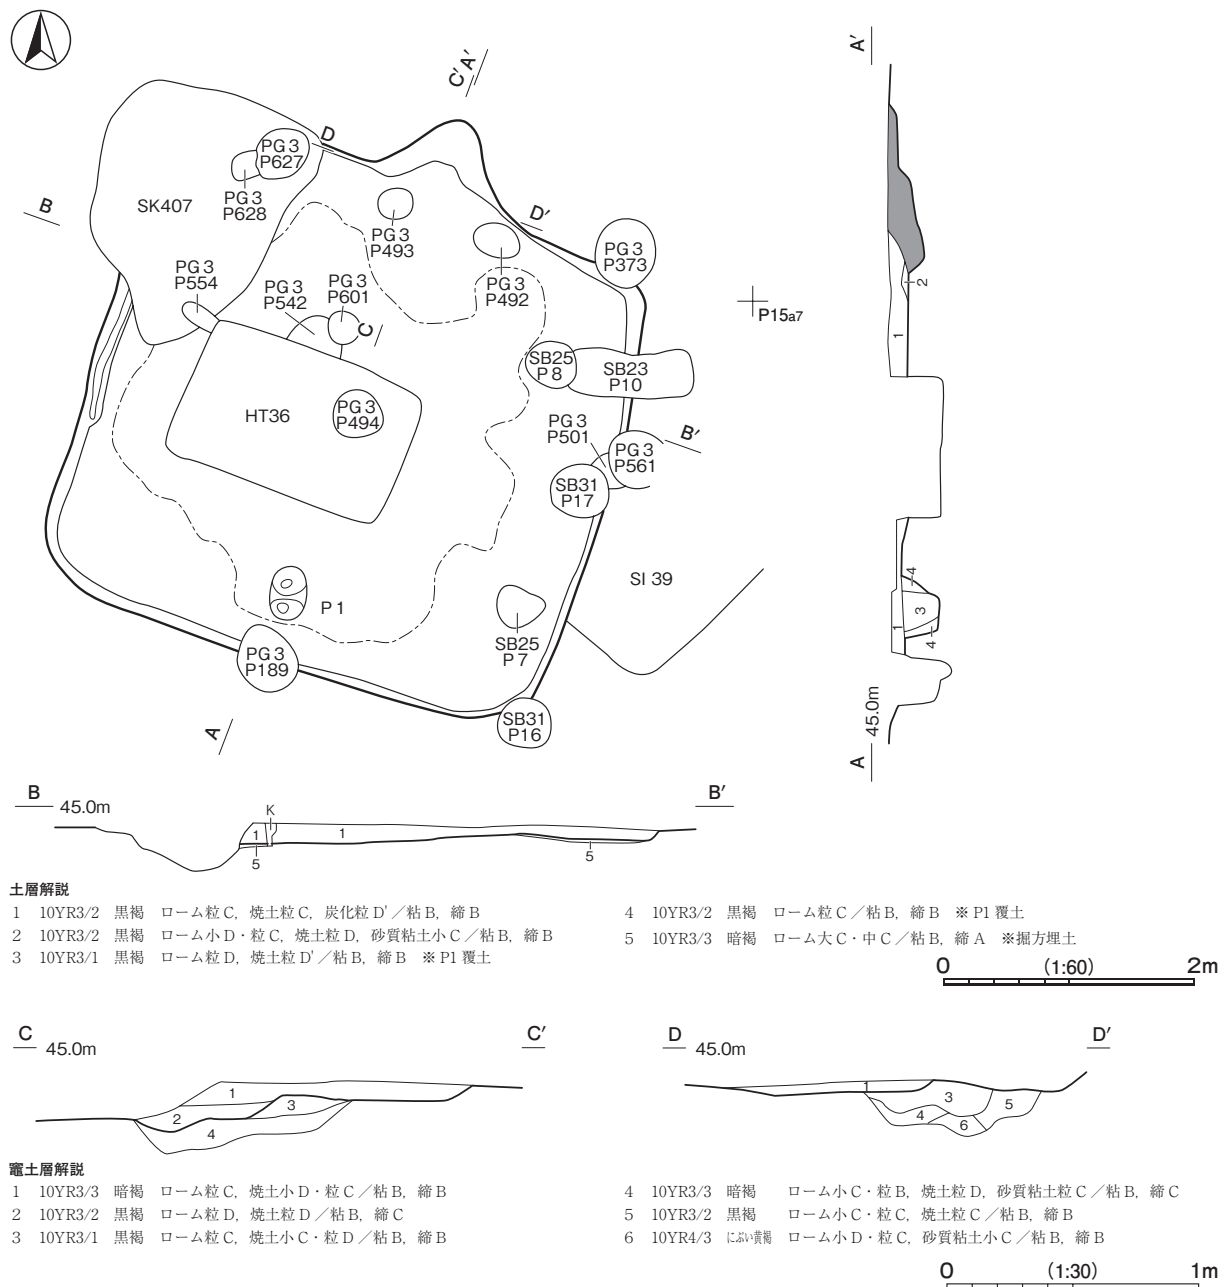 C′ A′
A′
D
PG 3
P627
B
SK407
PG 3
P628
D′
PG 3
P493
PG 3
P373
PG 3
P554
PG 3
P542
PG 3
P601
PG 3
P492
2
P15a7
C
1
SB25
P 8
SB23
P10
HT36
PG 3
P494
PG 3
P501
B′
PG 3
P561
SB31
P17
SI 39
4
3
P 1
1
4
SB25
P 7
PG 3
P189
SB31
P16
A
45.0m
A
B 45.0m
B′
K
1
1
5
5
土層解説
1 10YR3/2 黒褐 ローム粒 C, 焼土粒 C, 炭化粒 D'／粘 B, 締 B
2 10YR3/2 黒褐 ローム小 D・粒 C, 焼土粒 D, 砂質粘土小 C／粘 B, 締 B
3 10YR3/1 黒褐 ローム粒 D, 焼土粒 D'／粘 B, 締 B ※ P1 覆土
4 10YR3/2 黒褐 ローム粒 C／粘 B, 締 B ※ P1 覆土
5 10YR3/3 暗褐 ローム大 C・中 C／粘 B, 締 A ※掘方埋土
0 (1:60) 2m
C 45.0m
C′
1
3
2
4
D 45.0m
D′
1
3
5
4
6
竈土層解説
1 10YR3/3 暗褐 ローム粒 C, 焼土小 D・粒 C／粘 B, 締 B
2 10YR3/2 黒褐 ローム粒 D, 焼土粒 D／粘 B, 締 C
3 10YR3/1 黒褐 ローム粒 C, 焼土小 C・粒 D／粘 B, 締 B
4 10YR3/3 暗褐 ローム小 C・粒 B, 焼土粒 D, 砂質粘土粒 C／粘 B, 締 C
5 10YR3/2 黒褐 ローム小 C・粒 C, 焼土粒 C／粘 B, 締 B
6 10YR4/3 にぶい黄褐 ローム小 D・粒 C, 砂質粘土小 C／粘 B, 締 B
0 (1:30) 1m